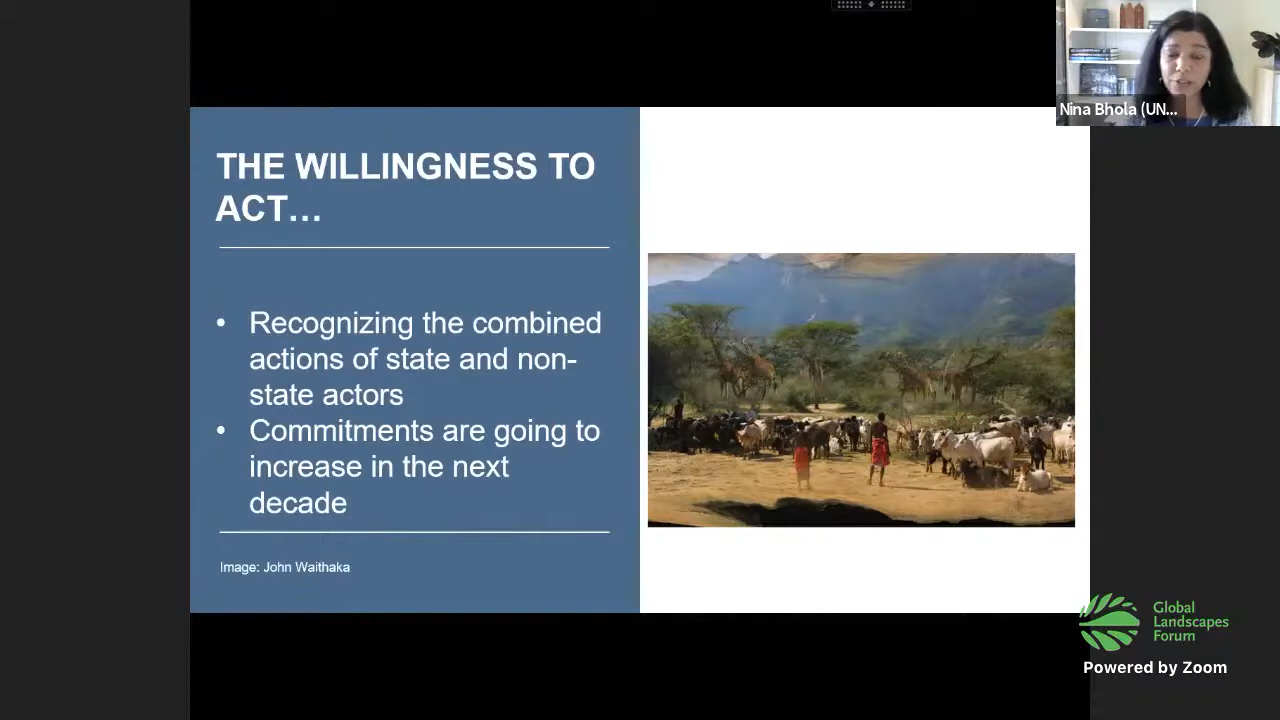 Nina Bhola (UN...
THE WILLINGNESS TO
ACT…
• Recognizing the combined
actions of state and non-
state actors
• Commitments are going to
increase in the next
decade
Image: John Waithaka
Global
Landscapes
Forum
Powered by Zoom